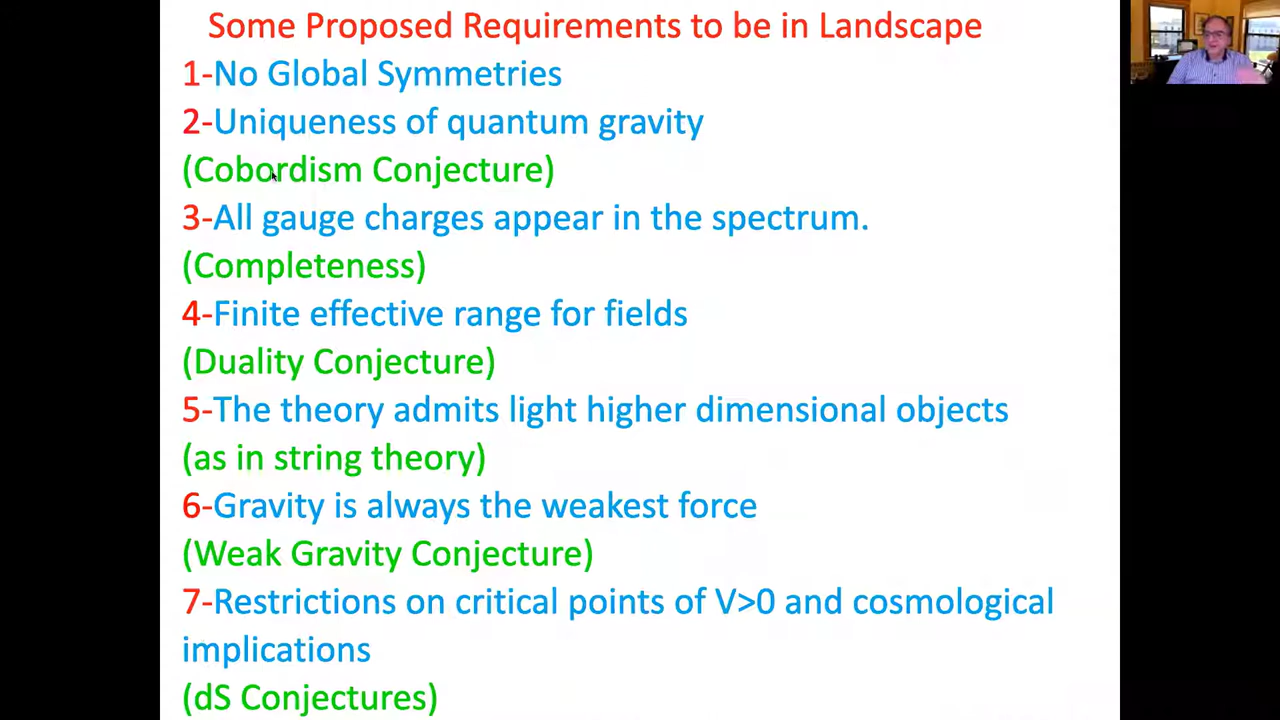 Some Proposed Requirements to be in Landscape
1-No Global Symmetries
2-Uniqueness of quantum gravity
(Cobordism Conjecture)
3-All gauge charges appear in the spectrum.
(Completeness)
4-Finite effective range for fields
(Duality Conjecture)
5-The theory admits light higher dimensional objects
(as in string theory)
6-Gravity is always the weakest force
(Weak Gravity Conjecture)
7-Restrictions on critical points of V>0 and cosmological
implications
(dS Conjectures)